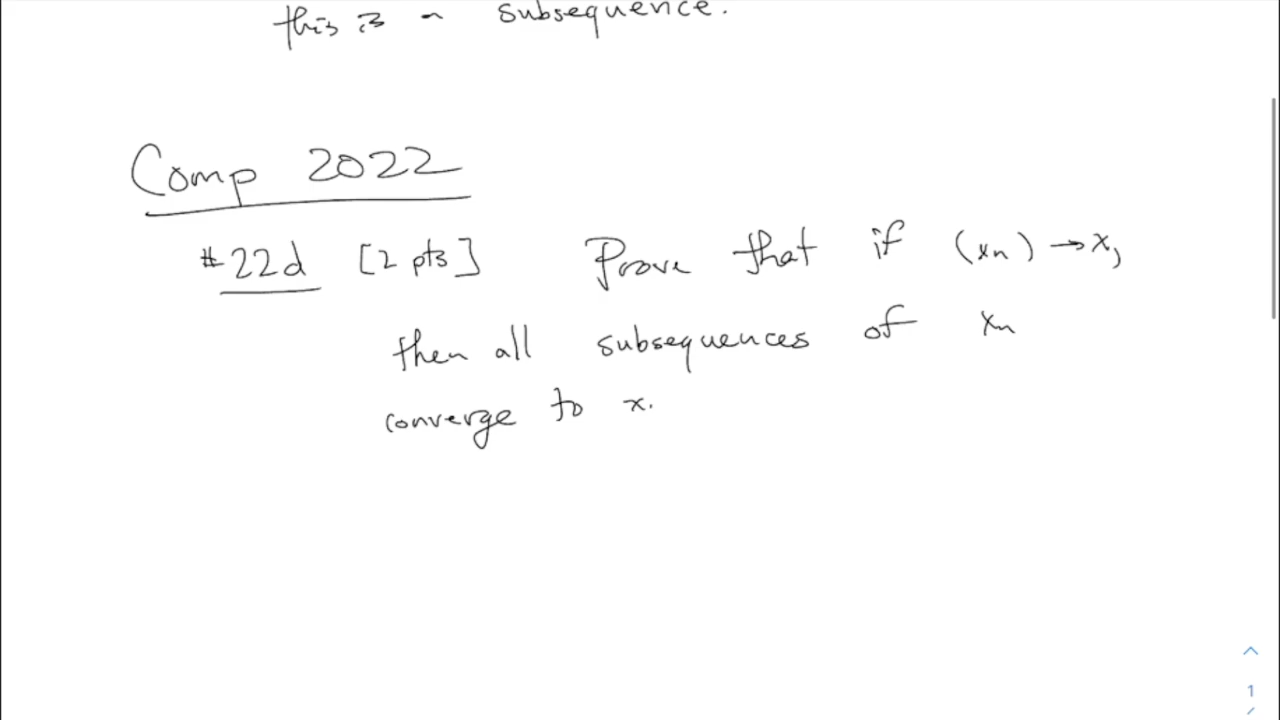 this is a subsequence.
Comp 2022
#22d [2 pts] Prove that if (xn) → x,
then all subsequences of xn
converge to x.
1